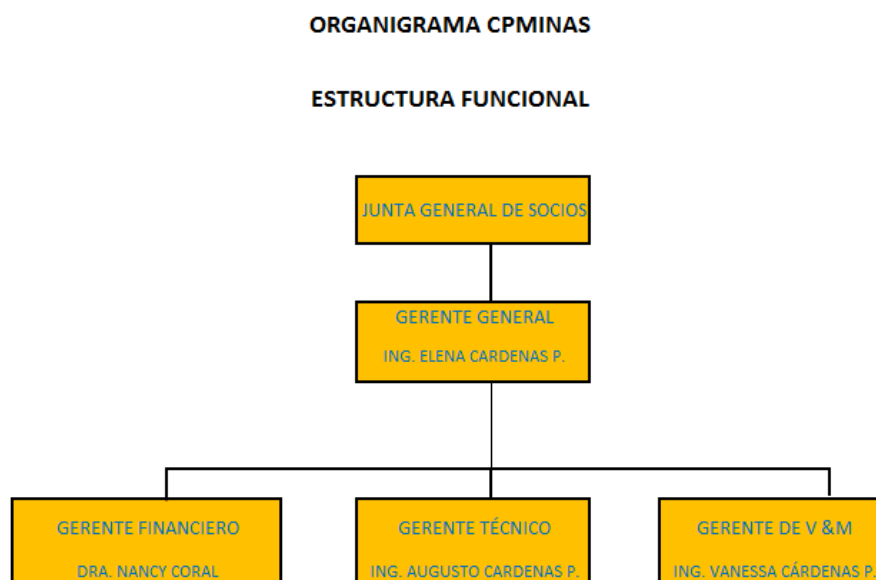 ORGANIGRAMA CPMINAS
ESTRUCTURA FUNCIONAL
JUNTA GENERAL DE SOCIOS
GERENTE GENERAL
ING. ELENA CARDENAS P.
GERENTE FINANCIERO
DRA. NANCY CORAL
GERENTE TÉCNICO
ING. AUGUSTO CARDENAS P.
GERENTE DE V &M
ING. VANESSA CÁRDENAS P.